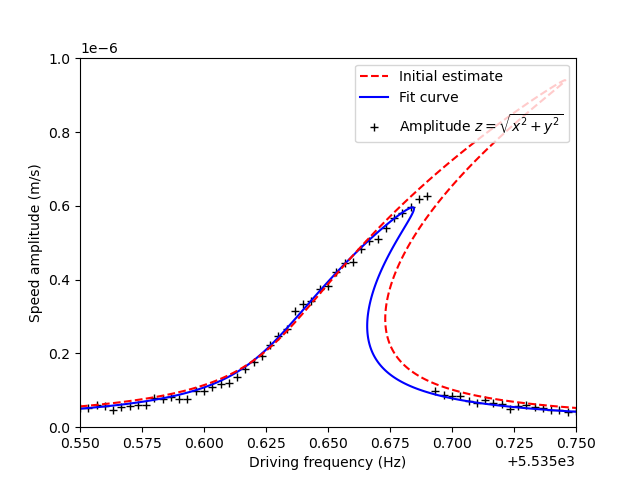 1e−6
1.0
0.8
0.6
0.4
0.2
0.0
Speed amplitude (m/s)
Initial estimate
Fit curve
Amplitude z = √x² + y²
0.550 0.575 0.600 0.625 0.650 0.675 0.700 0.725 0.750
Driving frequency (Hz)
+5.535e3